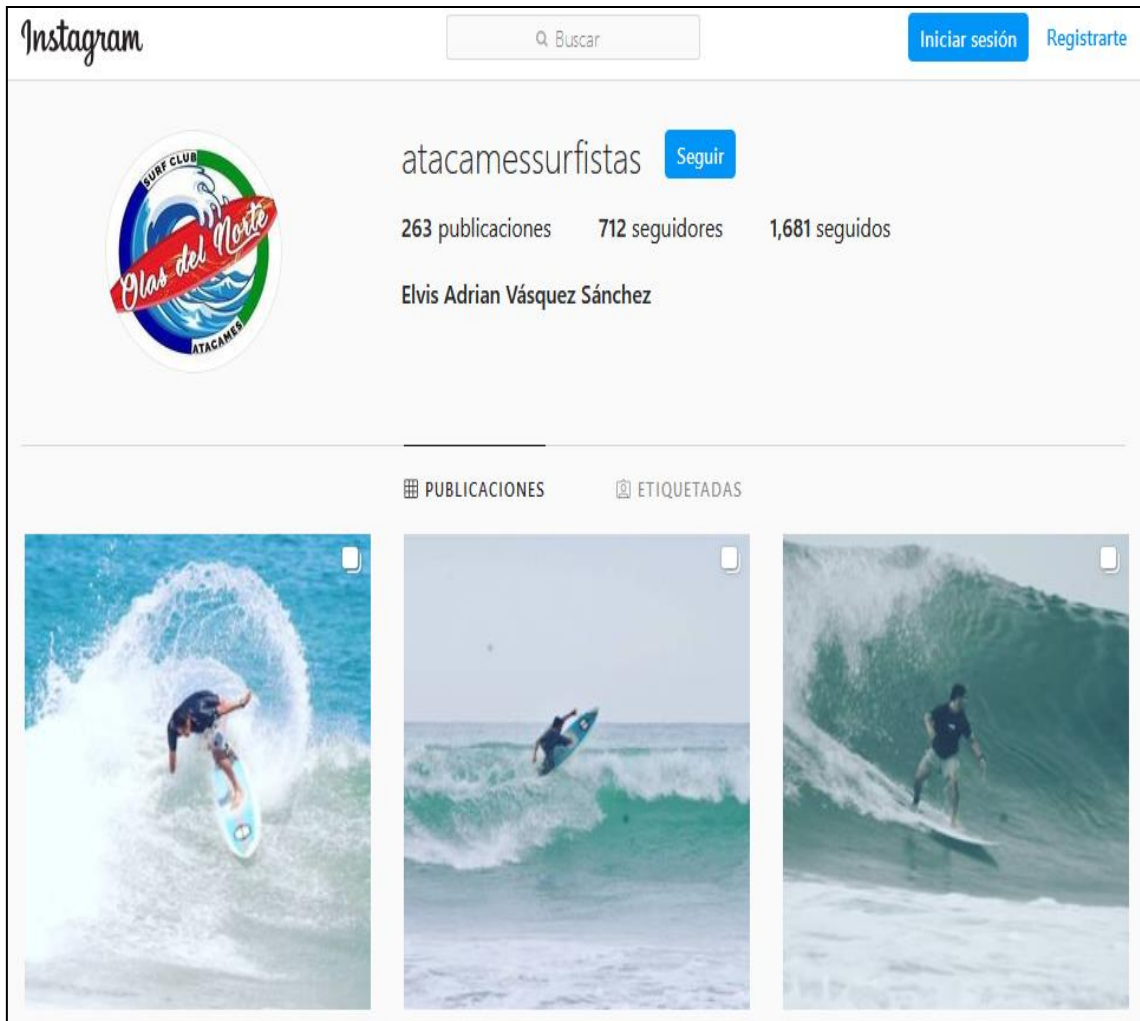 Instagram
Buscar
Iniciar sesión
Registrarte
SURF CLUB
Olas del Norte
ATACAMES
atacamessurfistas
Seguir
263 publicaciones
712 seguidores
1,681 seguidos
Elvis Adrian Vásquez Sánchez
PUBLICACIONES
ETIQUETADAS